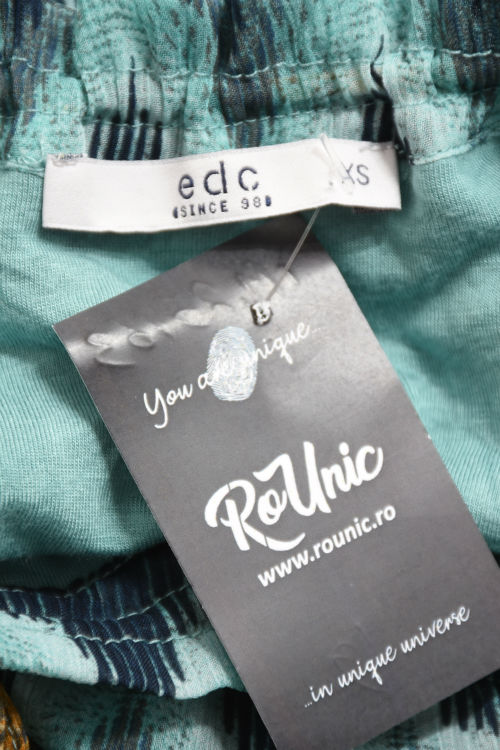 edc
XS
SINCE 98
You are unique...
RoUnic
www.rounic.ro
...in unique universe